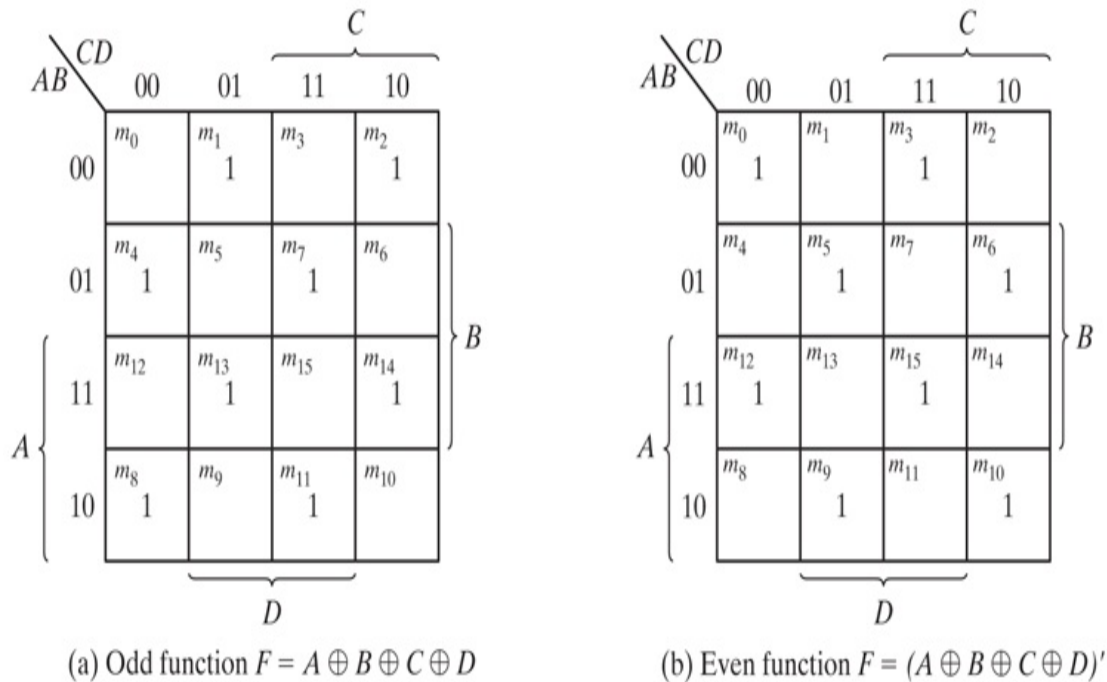 C C
CD CD
AB 00 01 11 10 AB 00 01 11 10
m0 m1 m3 m2 m0 m1 m3 m2
00 1 1 00 1 1
m4 m5 m7 m6 m4 m5 m7 m6
01 1 1 01 1 1
B B
m12 m13 m15 m14 m12 m13 m15 m14
11 1 1 11 1 1
A A
m8 m9 m11 m10 m8 m9 m11 m10
10 1 1 10 1 1
D D
(a) Odd function F = A ⊕ B ⊕ C ⊕ D (b) Even function F = (A ⊕ B ⊕ C ⊕ D)′